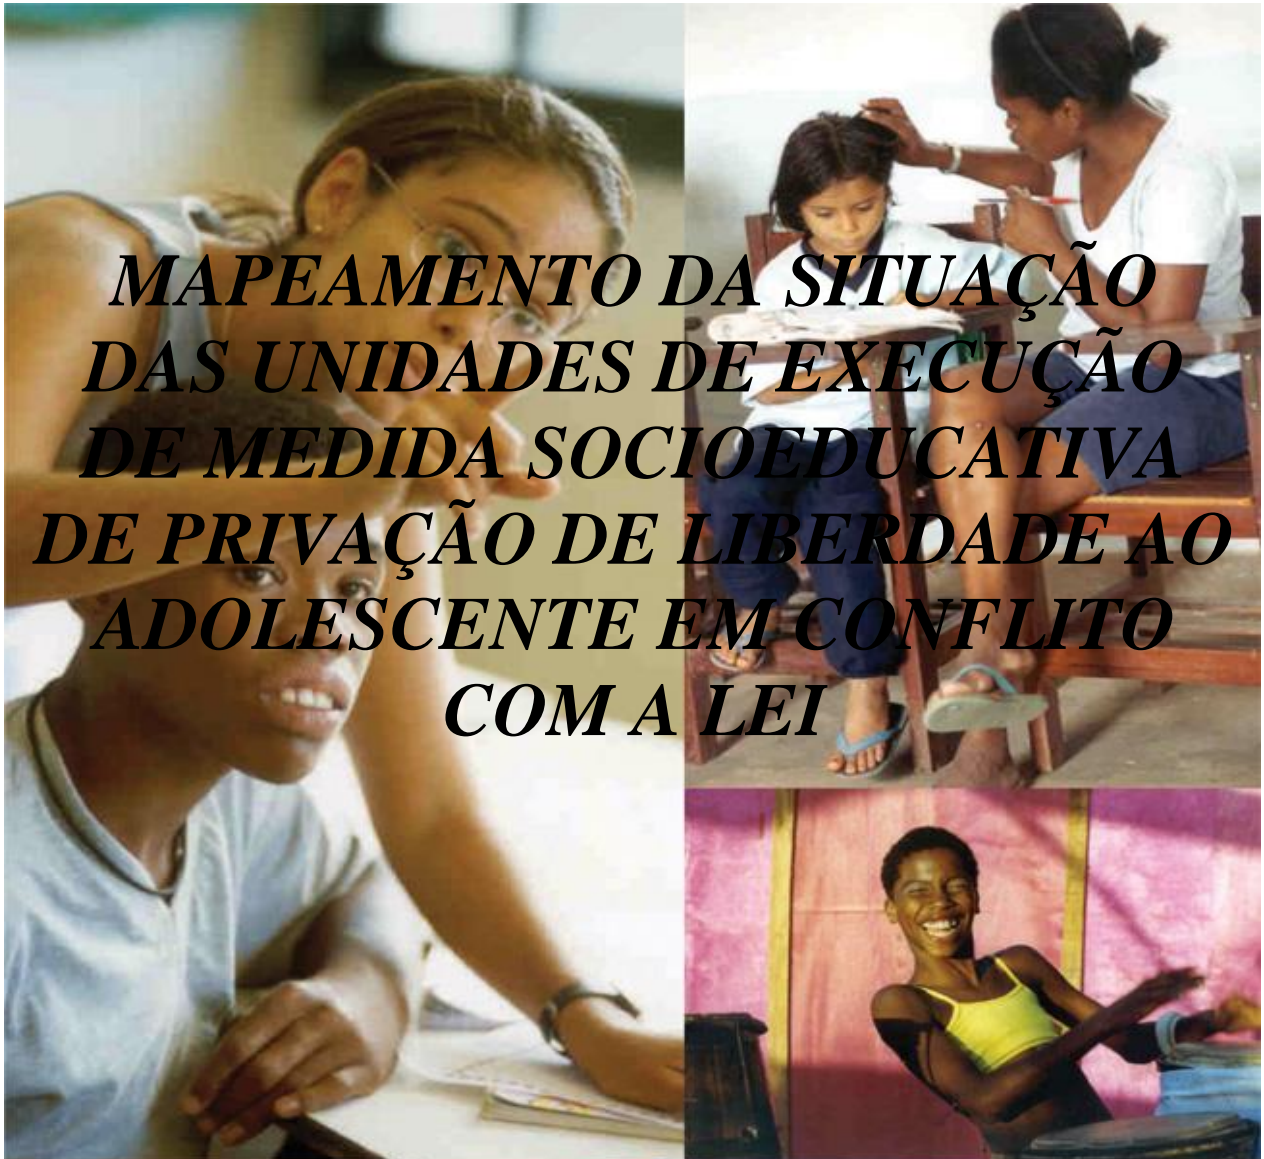 MAPEAMENTO DA SITUAÇÃO
DAS UNIDADES DE EXECUÇÃO
DE MEDIDA SOCIOEDUCATIVA
DE PRIVAÇÃO DE LIBERDADE AO
ADOLESCENTE EM CONFLITO
COM A LEI